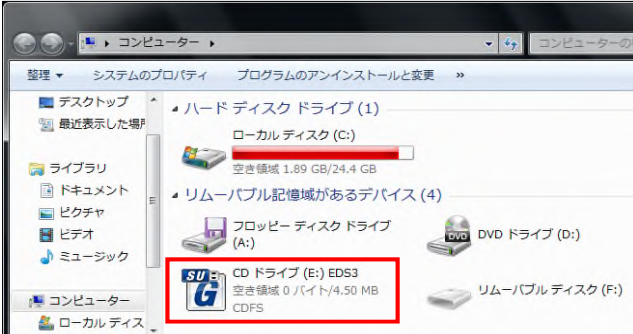 コンピューター
コンピューターの
整理 システムのプロパティ プログラムのアンインストールと変更 »
デスクトップ
最近表示した場所
ライブラリ
ドキュメント
ピクチャ
ビデオ
ミュージック
コンピューター
ローカル ディス
ハード ディスク ドライブ (1)
ローカル ディスク (C:)
空き領域 1.89 GB/24.4 GB
リムーバブル記憶域があるデバイス (4)
フロッピー ディスク ドライブ
(A:)
DVD
DVD ドライブ (D:)
SU
G
CD ドライブ (E:) EDS3
空き領域 0 バイト/4.50 MB
CDFS
リムーバブル ディスク (F:)